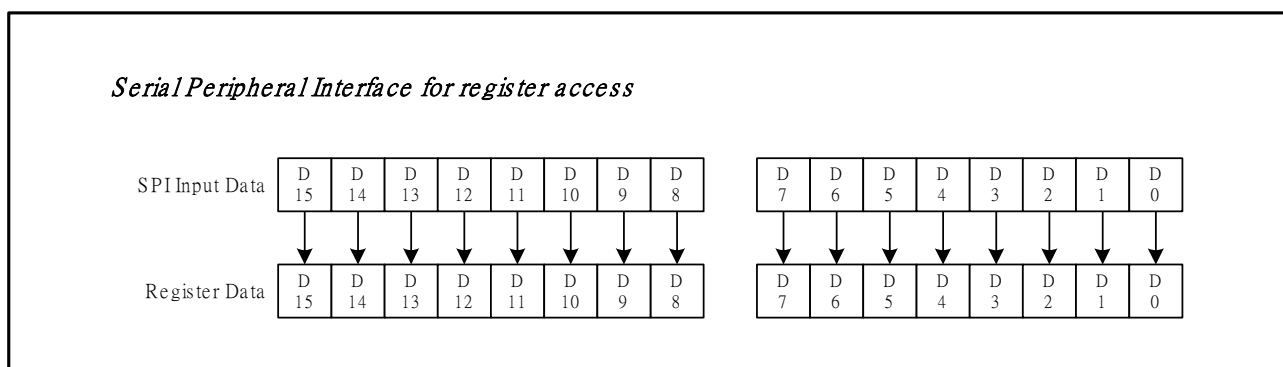 Serial Peripheral Interface for register access
SPI Input Data
D 15 D 14 D 13 D 12 D 11 D 10 D 9 D 8 D 7 D 6 D 5 D 4 D 3 D 2 D 1 D 0
Register Data
D 15 D 14 D 13 D 12 D 11 D 10 D 9 D 8 D 7 D 6 D 5 D 4 D 3 D 2 D 1 D 0